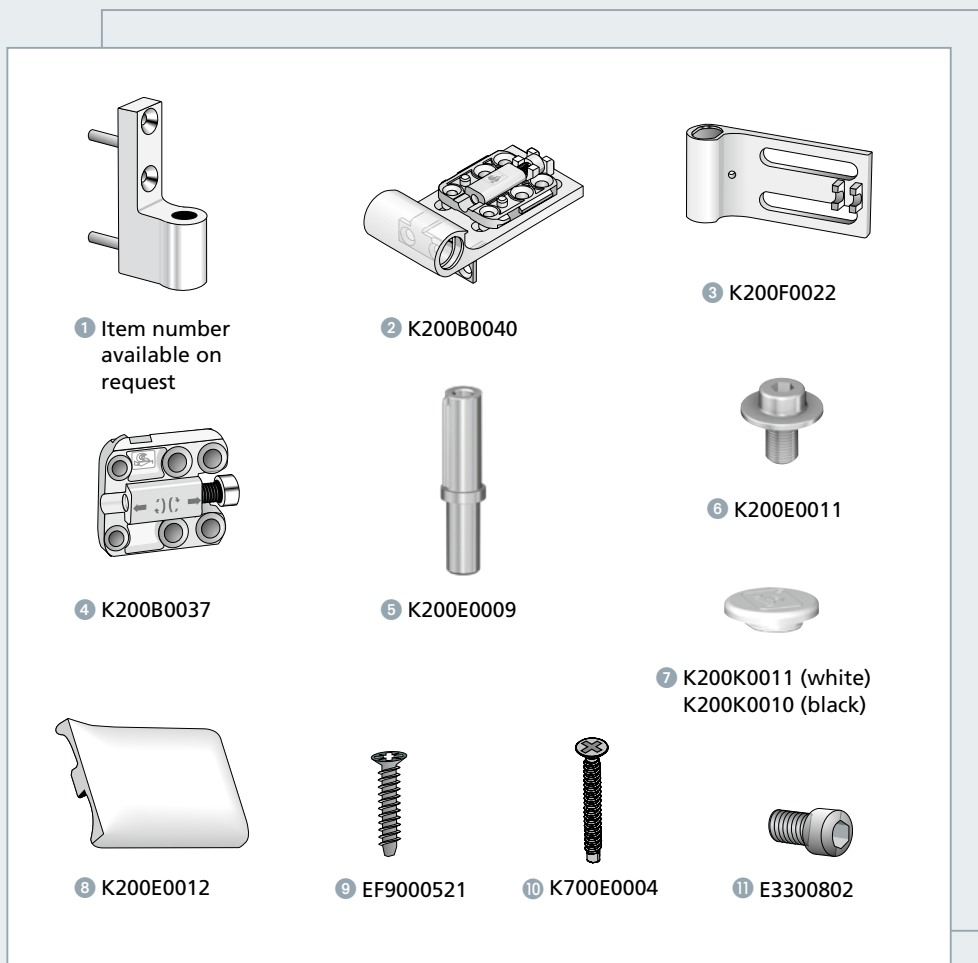 1 Item number
available on
request
2 K200B0040
3 K200F0022
4 K200B0037
5 K200E0009
6 K200E0011
7 K200K0011 (white)
K200K0010 (black)
8 K200E0012
9 EF9000521
10 K700E0004
11 E3300802